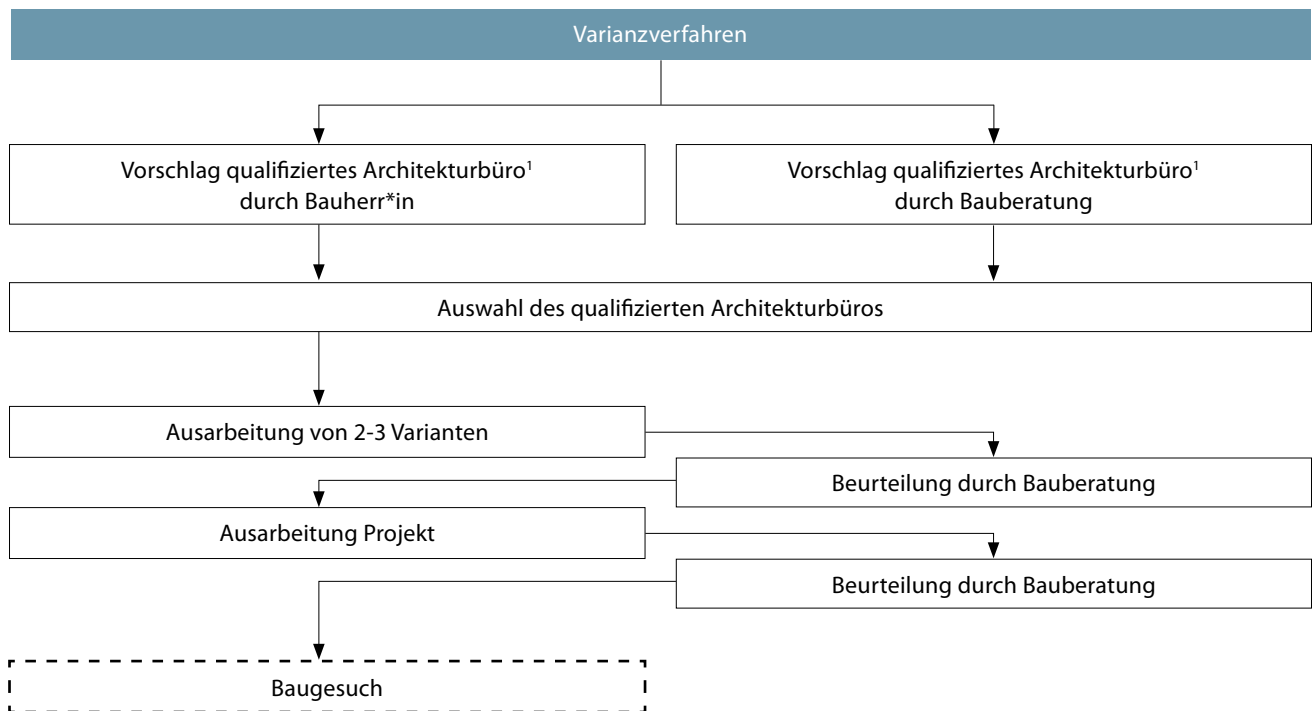 Varianzverfahren
Vorschlag qualifiziertes Architekturbüro¹
durch Bauherr*in
Vorschlag qualifiziertes Architekturbüro¹
durch Bauberatung
Auswahl des qualifizierten Architekturbüros
Ausarbeitung von 2-3 Varianten
Beurteilung durch Bauberatung
Ausarbeitung Projekt
Beurteilung durch Bauberatung
Baugesuch